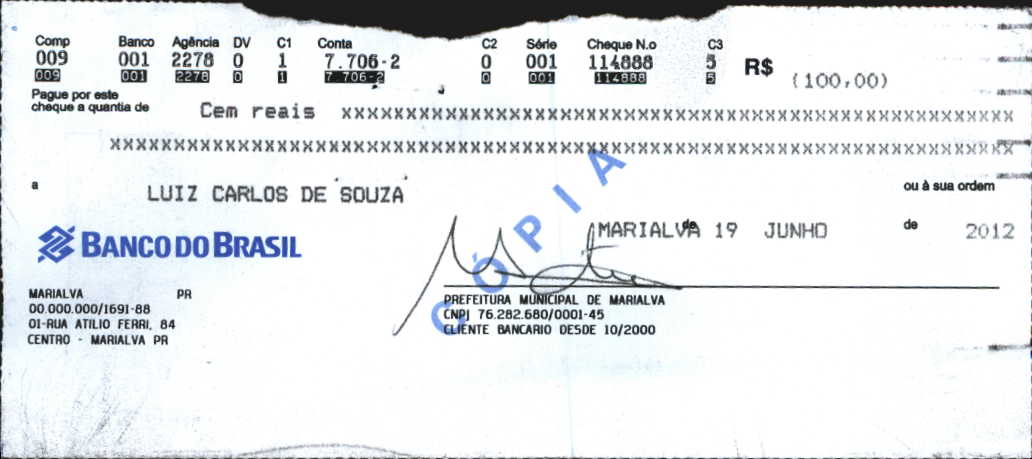 Comp Banco Agência DV C1 Conta C2 Série Cheque N.o C3
009 001 2278 0 1 7.706-2 0 001 114888 5 R$ (100,00)
009 001 2278 0 1 7 706-2 0 001 114888 5
Pague por este
cheque a quantia de Cem reais xxxxxxxxxxxxxxxxxxxxxxxxxxxxxxxxxxxxxxxxxxxxxxxxxxxxxxx
xxxxxxxxxxxxxxxxxxxxxxxxxxxxxxxxxxxxxxxxxxxxxxxxxxxxxxxxxxxxxxxxxxxxxxxxx
a LUIZ CARLOS DE SOUZA ou à sua ordem
MARIALVA de 19 JUNHO de 2012
BANCO DO BRASIL
CÓPIA
MARIALVA PR
00.000.000/1691-88
01-RUA ATILIO FERRI, 84
CENTRO - MARIALVA PR
PREFEITURA MUNICIPAL DE MARIALVA
CNPJ 76.282.680/0001-45
CLIENTE BANCARIO DESDE 10/2000